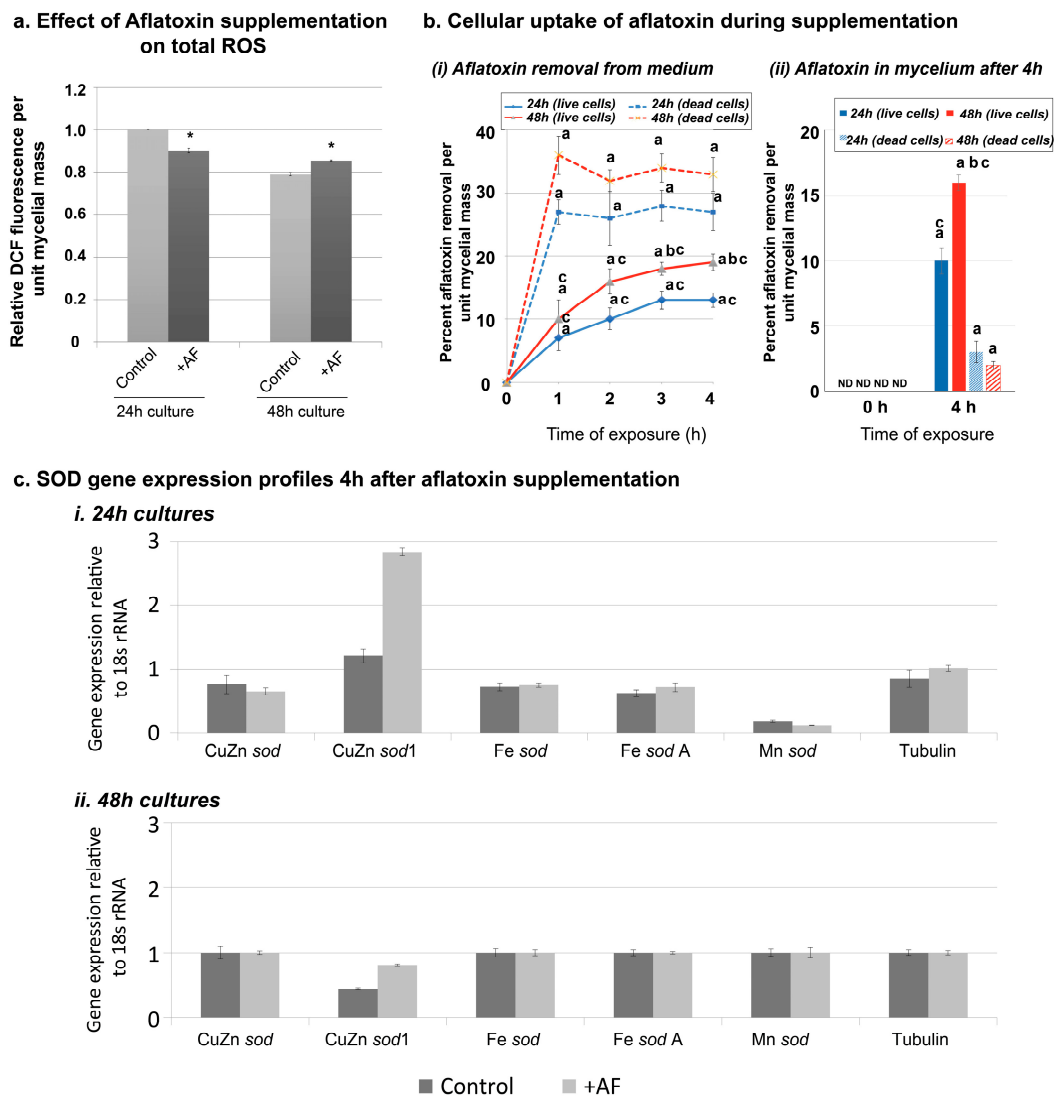 a. Effect of Aflatoxin supplementation
on total ROS
Relative DCF fluorescence per
unit mycelial mass
1.2
1.0
0.8
0.6
0.4
0.2
0
*
*
Control
+AF
Control
+AF
24h culture
48h culture
b. Cellular uptake of aflatoxin during supplementation
(i) Aflatoxin removal from medium
24h (live cells)
24h (dead cells)
48h (live cells)
48h (dead cells)
Percent aflatoxin removal per
unit mycelial mass
40
30
20
10
0
a
a
a
a
a
a
a
a
c
a
a c
a b c
a b c
c
a
a c
a c
a c
0
1
2
3
4
Time of exposure (h)
(ii) Aflatoxin in mycelium after 4h
24h (live cells)
48h (live cells)
24h (dead cells)
48h (dead cells)
Percent aflatoxin removal per
unit mycelial mass
20
15
10
5
0
a b c
c
a
a
a
ND ND ND ND
0 h
4 h
Time of exposure
c. SOD gene expression profiles 4h after aflatoxin supplementation
i. 24h cultures
Gene expression relative
to 18s rRNA
3
2
1
0
CuZn sod
CuZn sod1
Fe sod
Fe sod A
Mn sod
Tubulin
ii. 48h cultures
Gene expression relative
to 18s rRNA
3
2
1
0
CuZn sod
CuZn sod1
Fe sod
Fe sod A
Mn sod
Tubulin
Control
+AF